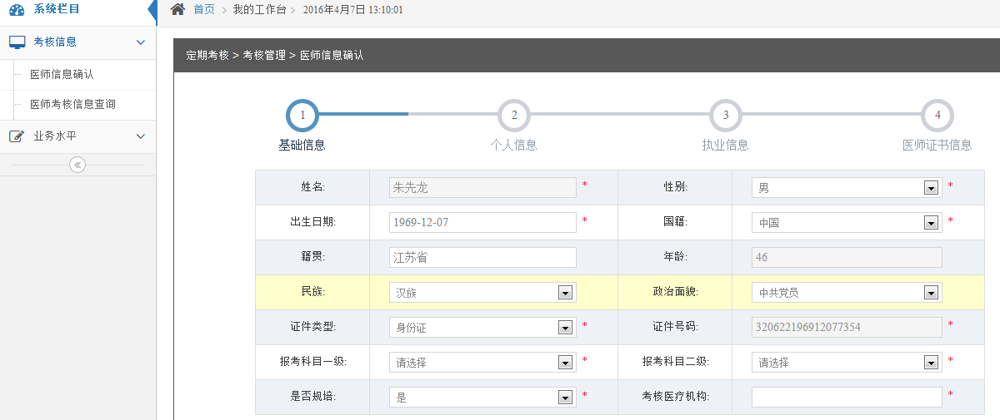 系统栏目
首页 > 我的工作台 > 2016年4月7日 13:10:01
考核信息
医师信息确认
医师考核信息查询
业务水平
定期考核 > 考核管理 > 医师信息确认
1 2 3 4
基础信息 个人信息 执业信息 医师证书信息
姓名: 朱先龙 * 性别: 男 *
出生日期: 1969-12-07 * 国籍: 中国 *
籍贯: 江苏省 年龄: 46
民族: 汉族 政治面貌: 中共党员
证件类型: 身份证 * 证件号码: 320622196912077354 *
报考科目一级: 请选择 * 报考科目二级: 请选择 *
是否规培: 是 * 考核医疗机构: *